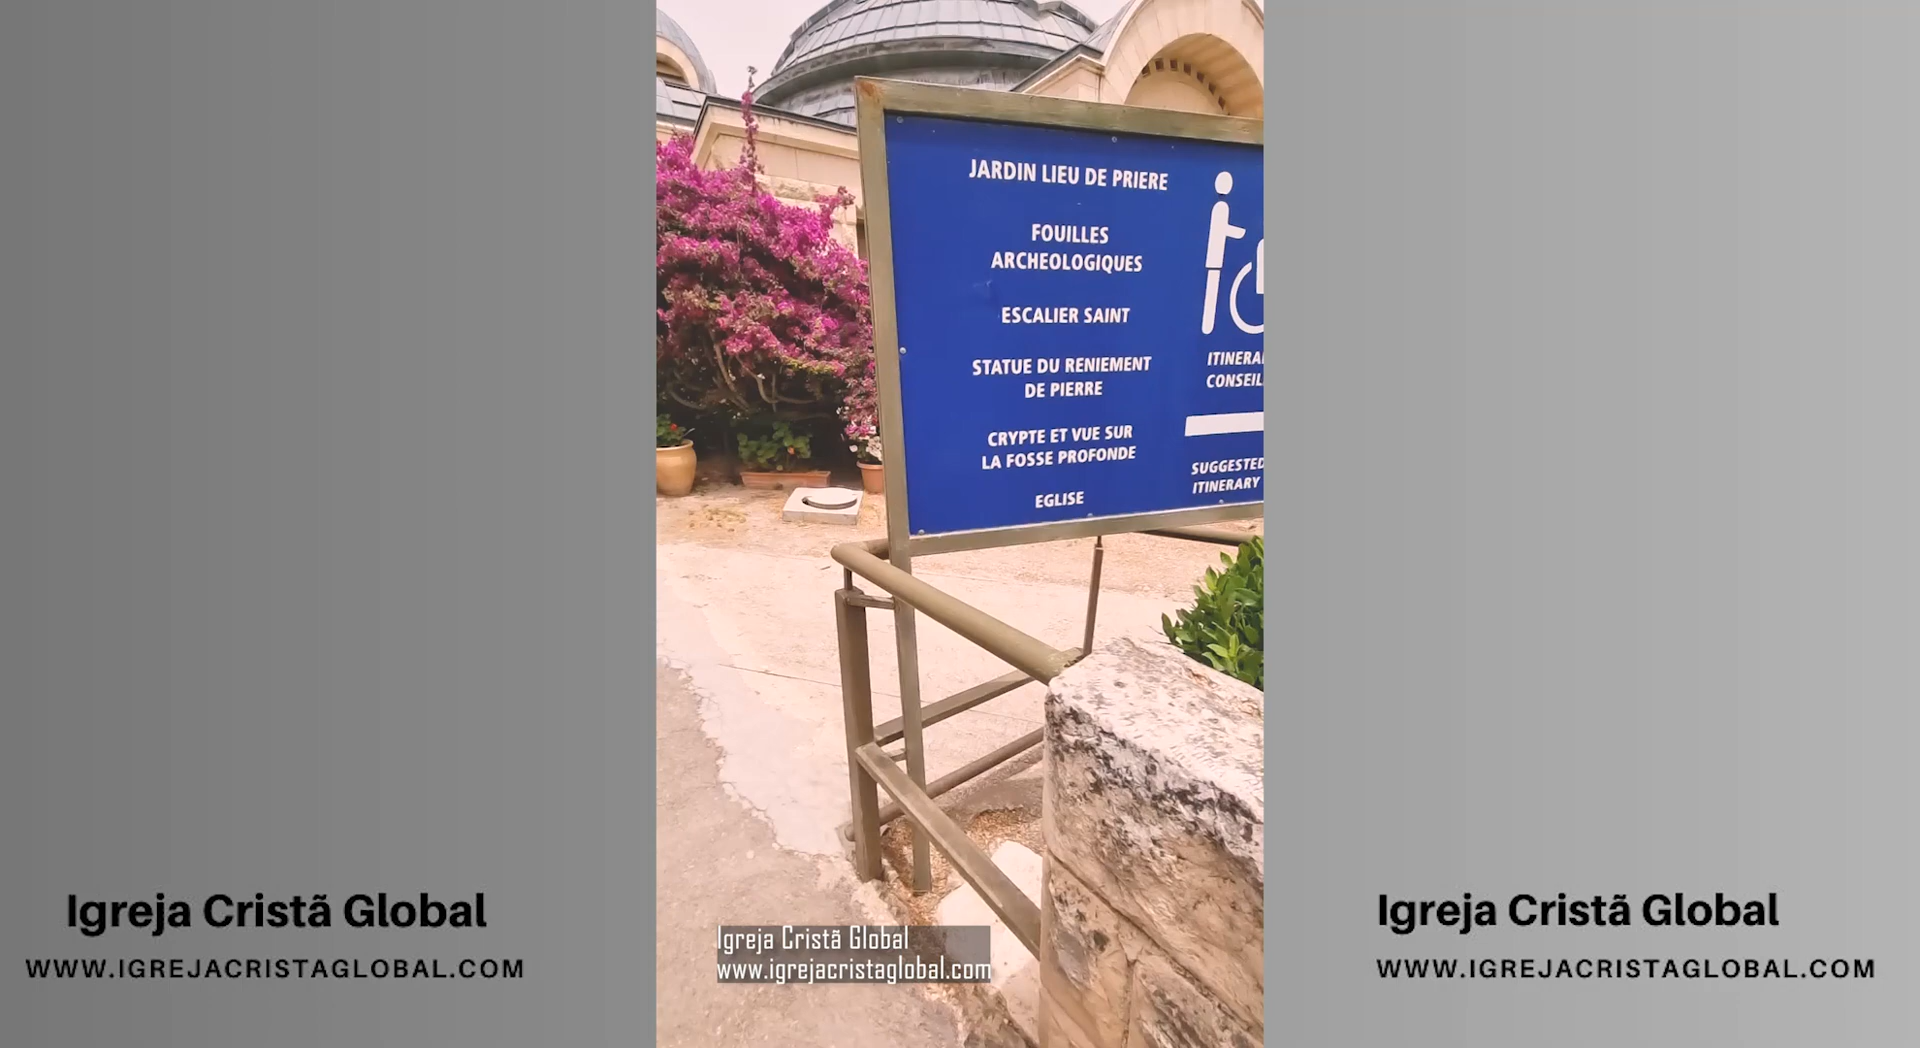 JARDIN LIEU DE PRIERE
FOUILLES
ARCHEOLOGIQUES
ESCALIER SAINT
STATUE DU RENIEMENT
DE PIERRE
CRYPTE ET VUE SUR
LA FOSSE PROFONDE
EGLISE
SUGGESTED
ITINERARY
Igreja Cristã Global
www.igrejacristaglobal.com
Igreja Cristã Global
WWW.IGREJACRISTAGLOBAL.COM
Igreja Cristã Global
WWW.IGREJACRISTAGLOBAL.COM